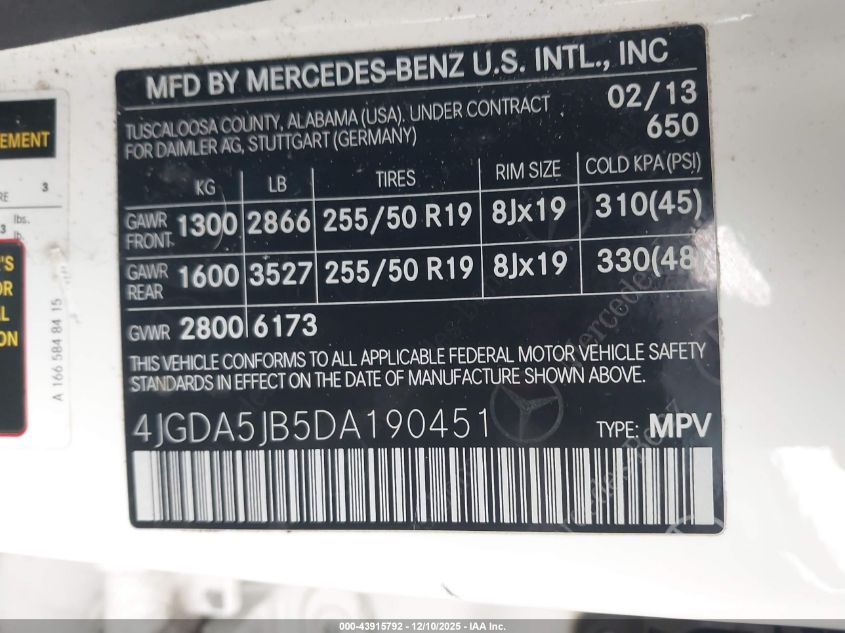 MFD BY MERCEDES-BENZ U.S. INTL., INC
TUSCALOOSA COUNTY, ALABAMA (USA). UNDER CONTRACT
FOR DAIMLER AG, STUTTGART (GERMANY)
02/13
650
KG LB TIRES RIM SIZE COLD KPA (PSI)
GAWR FRONT 1300 2866 255/50 R19 8Jx19 310(45)
GAWR REAR 1600 3527 255/50 R19 8Jx19 330(48
GVWR 2800 6173
THIS VEHICLE CONFORMS TO ALL APPLICABLE FEDERAL MOTOR VEHICLE SAFETY
STANDARDS IN EFFECT ON THE DATE OF MANUFACTURE SHOWN ABOVE.
4JGDA5JB5DA190451 TYPE: MPV
A 166 584 84 15
EMENT
3
lbs.
'S
OR
ON
000-43915792 – 12/10/2025 – IAA Inc.